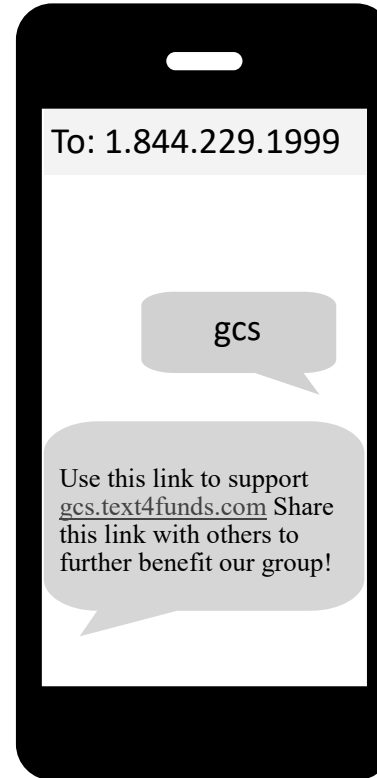 To: 1.844.229.1999
gcs
Use this link to support
gcs.text4funds.com Share
this link with others to
further benefit our group!